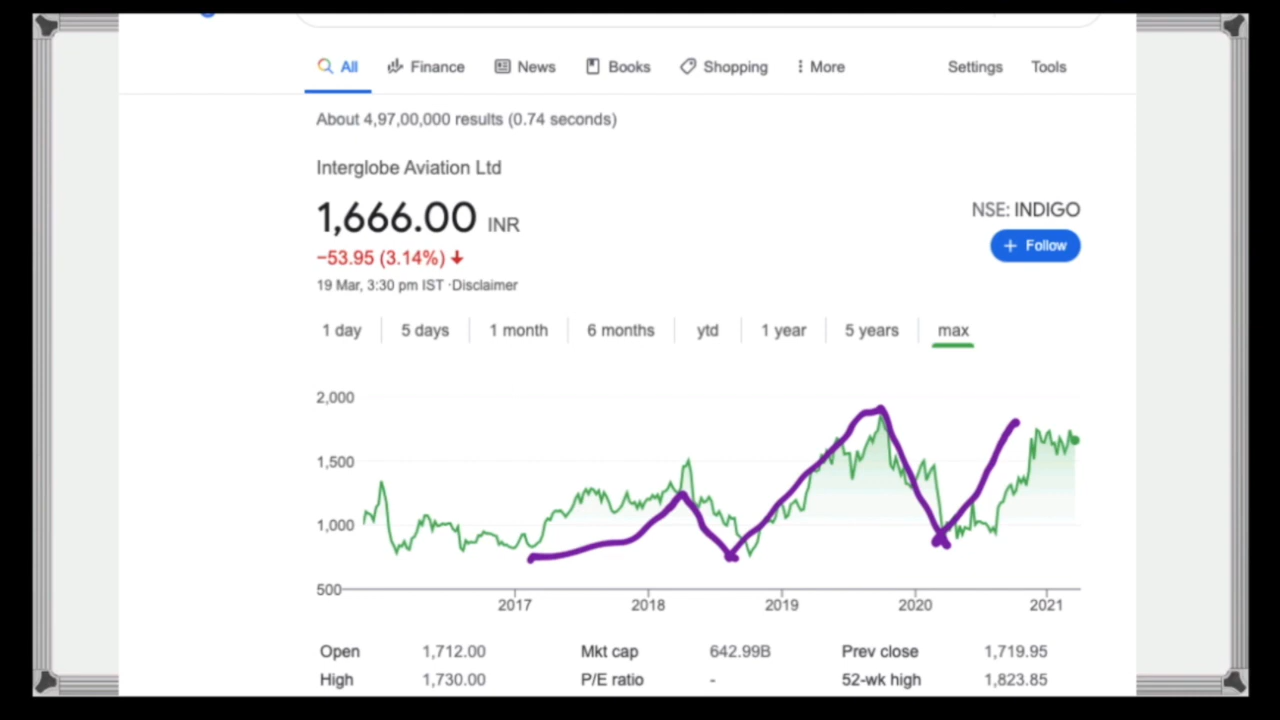 All Finance News Books Shopping More Settings Tools
About 4,97,00,000 results (0.74 seconds)
Interglobe Aviation Ltd
1,666.00 INR
NSE: INDIGO
−53.95 (3.14%)
+ Follow
19 Mar, 3:30 pm IST ·Disclaimer
1 day 5 days 1 month 6 months ytd 1 year 5 years max
2,000
1,500
1,000
500
2017 2018 2019 2020 2021
Open 1,712.00 Mkt cap 642.99B Prev close 1,719.95
High 1,730.00 P/E ratio - 52-wk high 1,823.85